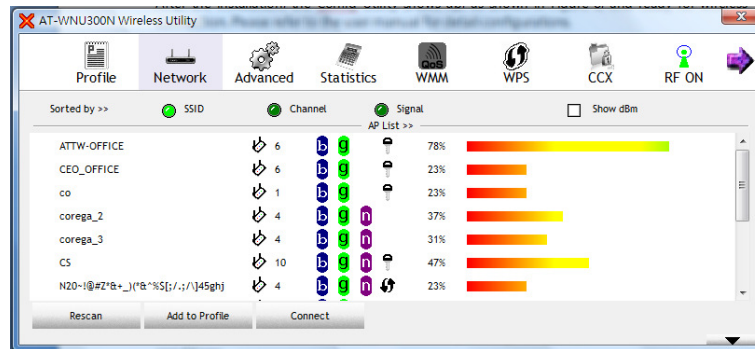 AT-WNU300N Wireless Utility
Profile Network Advanced Statistics QoS WMM WPS CCX RF ON
Sorted by >> SSID Channel Signal Show dBm
AP List >>
ATTW-OFFICE 6 b g 78%
CEO_OFFICE 6 b g 23%
co 1 b g 23%
corega_2 4 b g n 37%
corega_3 4 b g n 31%
CS 10 b g n 47%
N20~!@#Z*&+_)(*&^%S[;/.;/\]45ghj 4 b g n 23%
Rescan Add to Profile Connect